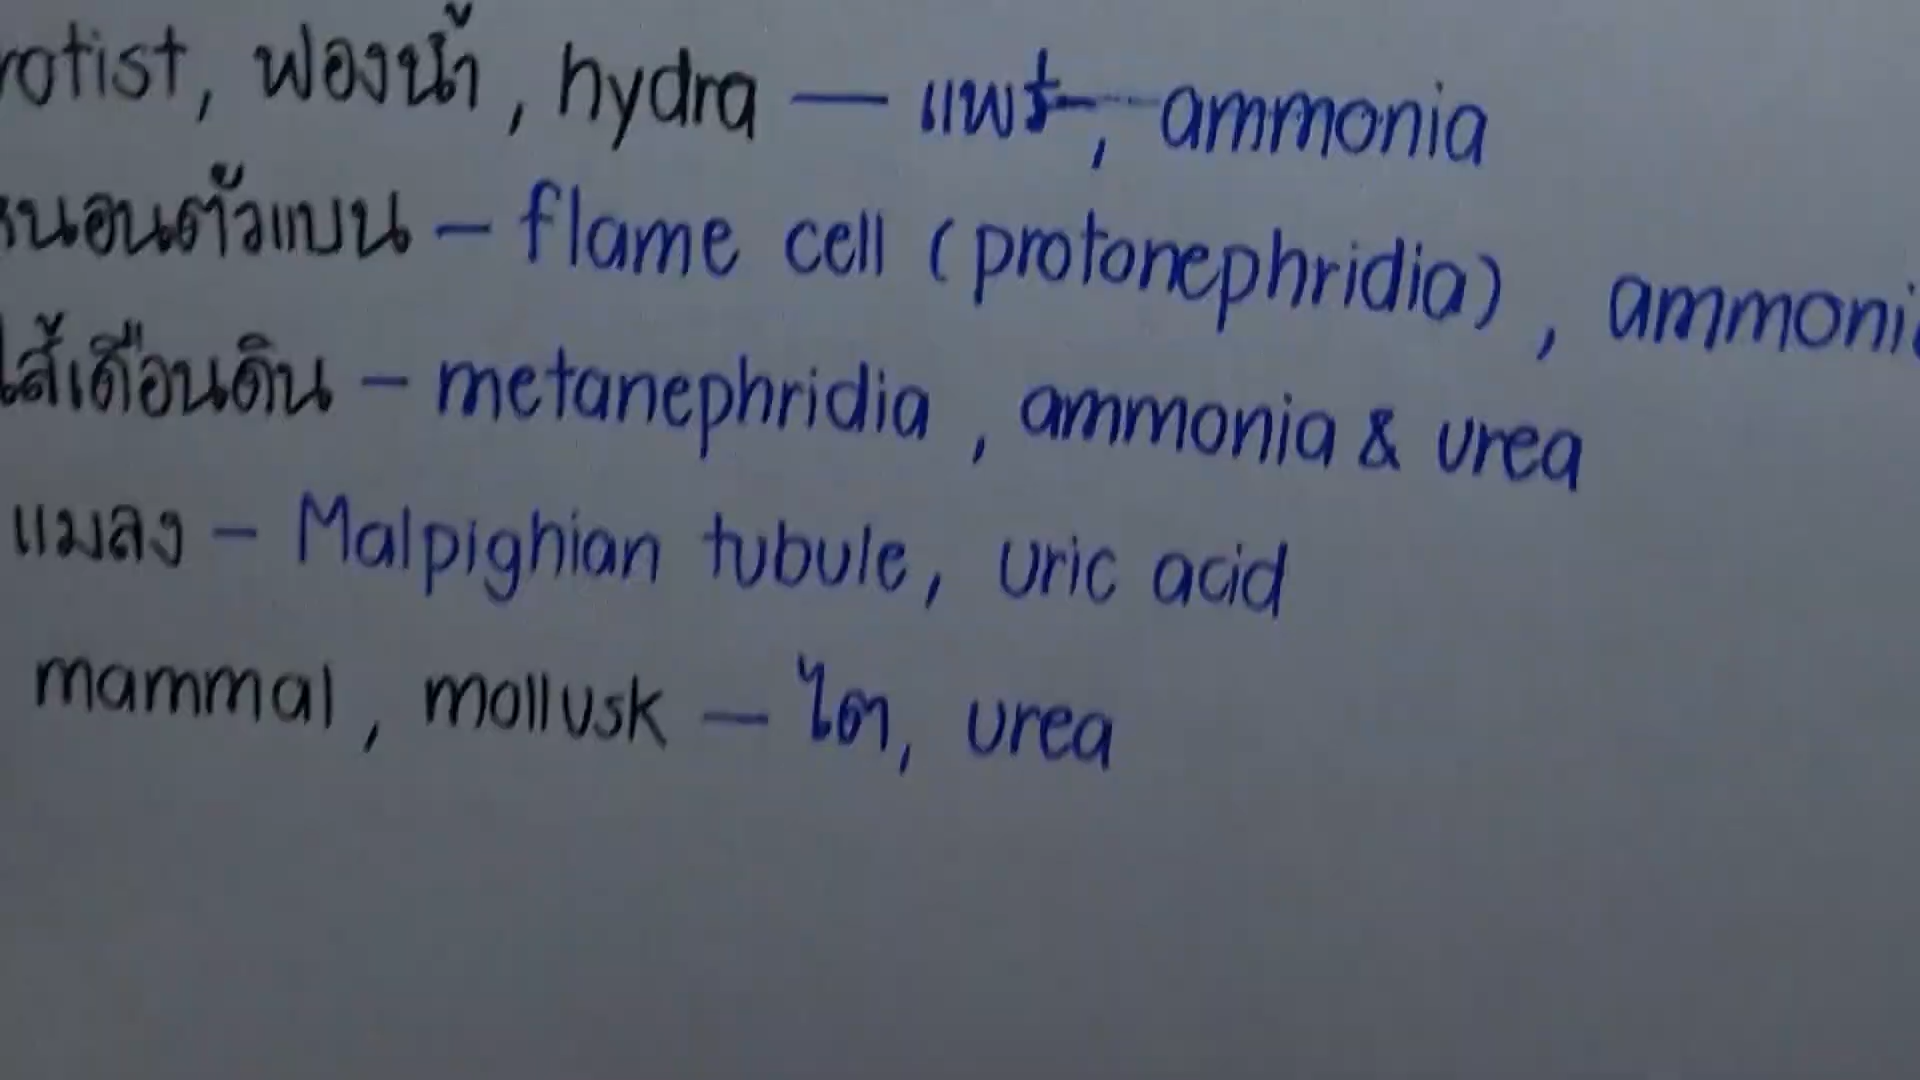 rotist, ฟองน้ำ, hydra — แพร่, ammonia
หนอนตัวแบน – flame cell (protonephridia), ammoni
ไส้เดือนดิน – metanephridia, ammonia & urea
แมลง – Malpighian tubule, uric acid
mammal, mollusk — ไต, urea